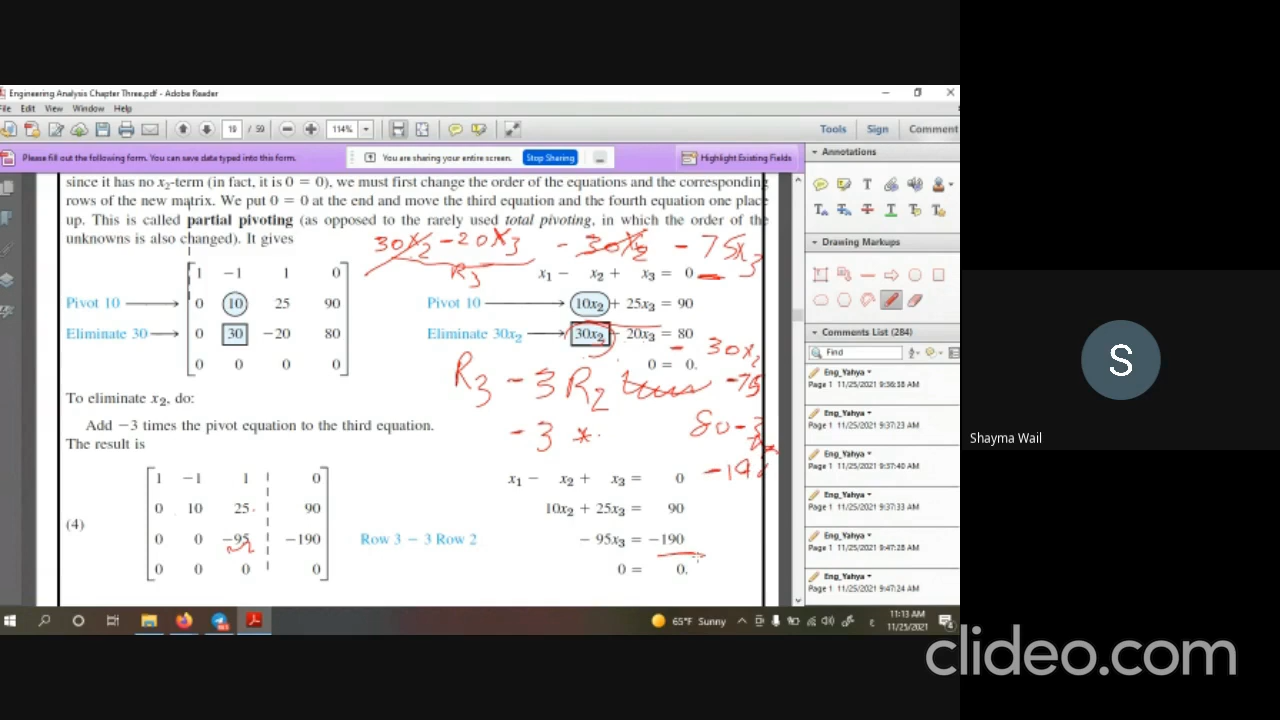 Engineering Analysis Chapter Three.pdf - Adobe Reader
File Edit View Window Help
19 / 59 114%
Tools Sign Comment
Please fill out the following form. You can save data typed into this form.
You are sharing your entire screen. Stop Sharing
Highlight Existing Fields
since it has no x₂-term (in fact, it is 0 = 0), we must first change the order of the equations and the corresponding
rows of the new matrix. We put 0 = 0 at the end and move the third equation and the fourth equation one place
up. This is called partial pivoting (as opposed to the rarely used total pivoting, in which the order of the
unknowns is also changed). It gives
30x₂ - 20x₃ - 30x₂ - 75x₃
R₃
1 −1 1 0 x₁ − x₂ + x₃ = 0
Pivot 10 0 10 25 90 Pivot 10 10x₂ + 25x₃ = 90
Eliminate 30 0 30 −20 80 Eliminate 30x₂ 30x₂ − 20x₃ = 80
0 0 0 0 0 = 0.
- 30x₂
R₃ - 3 R₂ -75
To eliminate x₂, do:
Add −3 times the pivot equation to the third equation.
- 3 *
The result is
1 −1 1 0 x₁ − x₂ + x₃ = 0
0 10 25 90 10x₂ + 25x₃ = 90
(4)
0 0 −95 −190 Row 3 − 3 Row 2 − 95x₃ = −190
0 0 0 0 0 = 0.
Annotations
Drawing Markups
Comments List (284)
Find
Eng_Yahya
Page 1 11/25/2021 9:36:38 AM
Eng_Yahya
Page 1 11/25/2021 9:37:23 AM
Eng_Yahya
Page 1 11/25/2021 9:37:40 AM
Eng_Yahya
Page 1 11/25/2021 9:37:33 AM
Eng_Yahya
Page 1 11/25/2021 9:47:28 AM
Eng_Yahya
Page 1 11/25/2021 9:47:24 AM
65°F Sunny
11:13 AM
11/25/2021
S
Shayma Wail
clideo.com